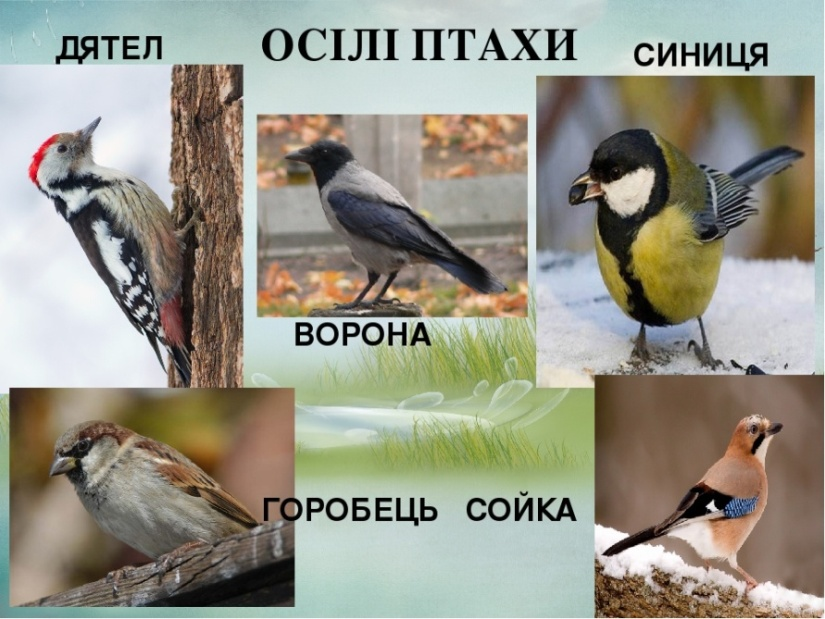 ДЯТЕЛ
ОСІЛІ ПТАХИ
СИНИЦЯ
ВОРОНА
ГОРОБЕЦЬ
СОЙКА